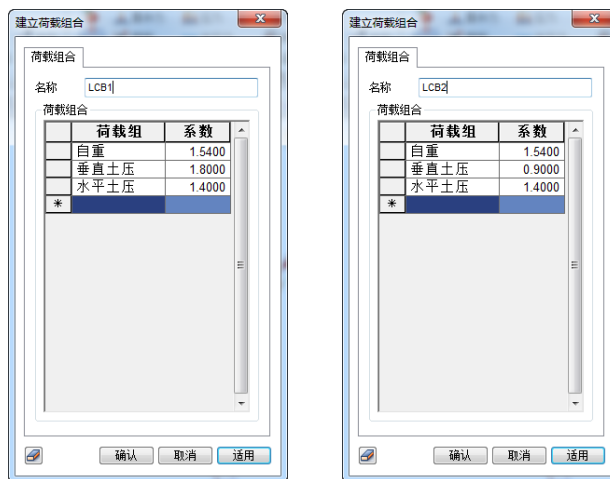 建立荷载组合
荷载组合
名称 LCB1
荷载组合
荷载组 系数
自重 1.5400
垂直土压 1.8000
水平土压 1.4000
*
确认 取消 适用
建立荷载组合
荷载组合
名称 LCB2
荷载组合
荷载组 系数
自重 1.5400
垂直土压 0.9000
水平土压 1.4000
*
确认 取消 适用